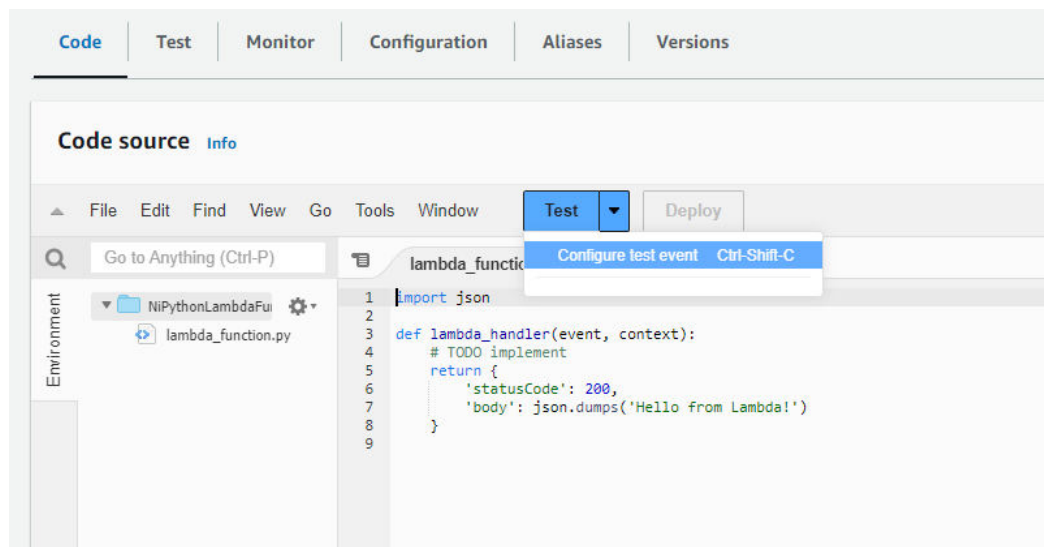 Code Test Monitor Configuration Aliases Versions
Code source Info
File Edit Find View Go Tools Window Test Deploy
Go to Anything (Ctrl-P)
Configure test event Ctrl-Shift-C
Environment
NiPythonLambdaFu
lambda_function.py
lambda_functio
1 import json
2
3 def lambda_handler(event, context):
4     # TODO implement
5     return {
6         'statusCode': 200,
7         'body': json.dumps('Hello from Lambda!')
8     }
9